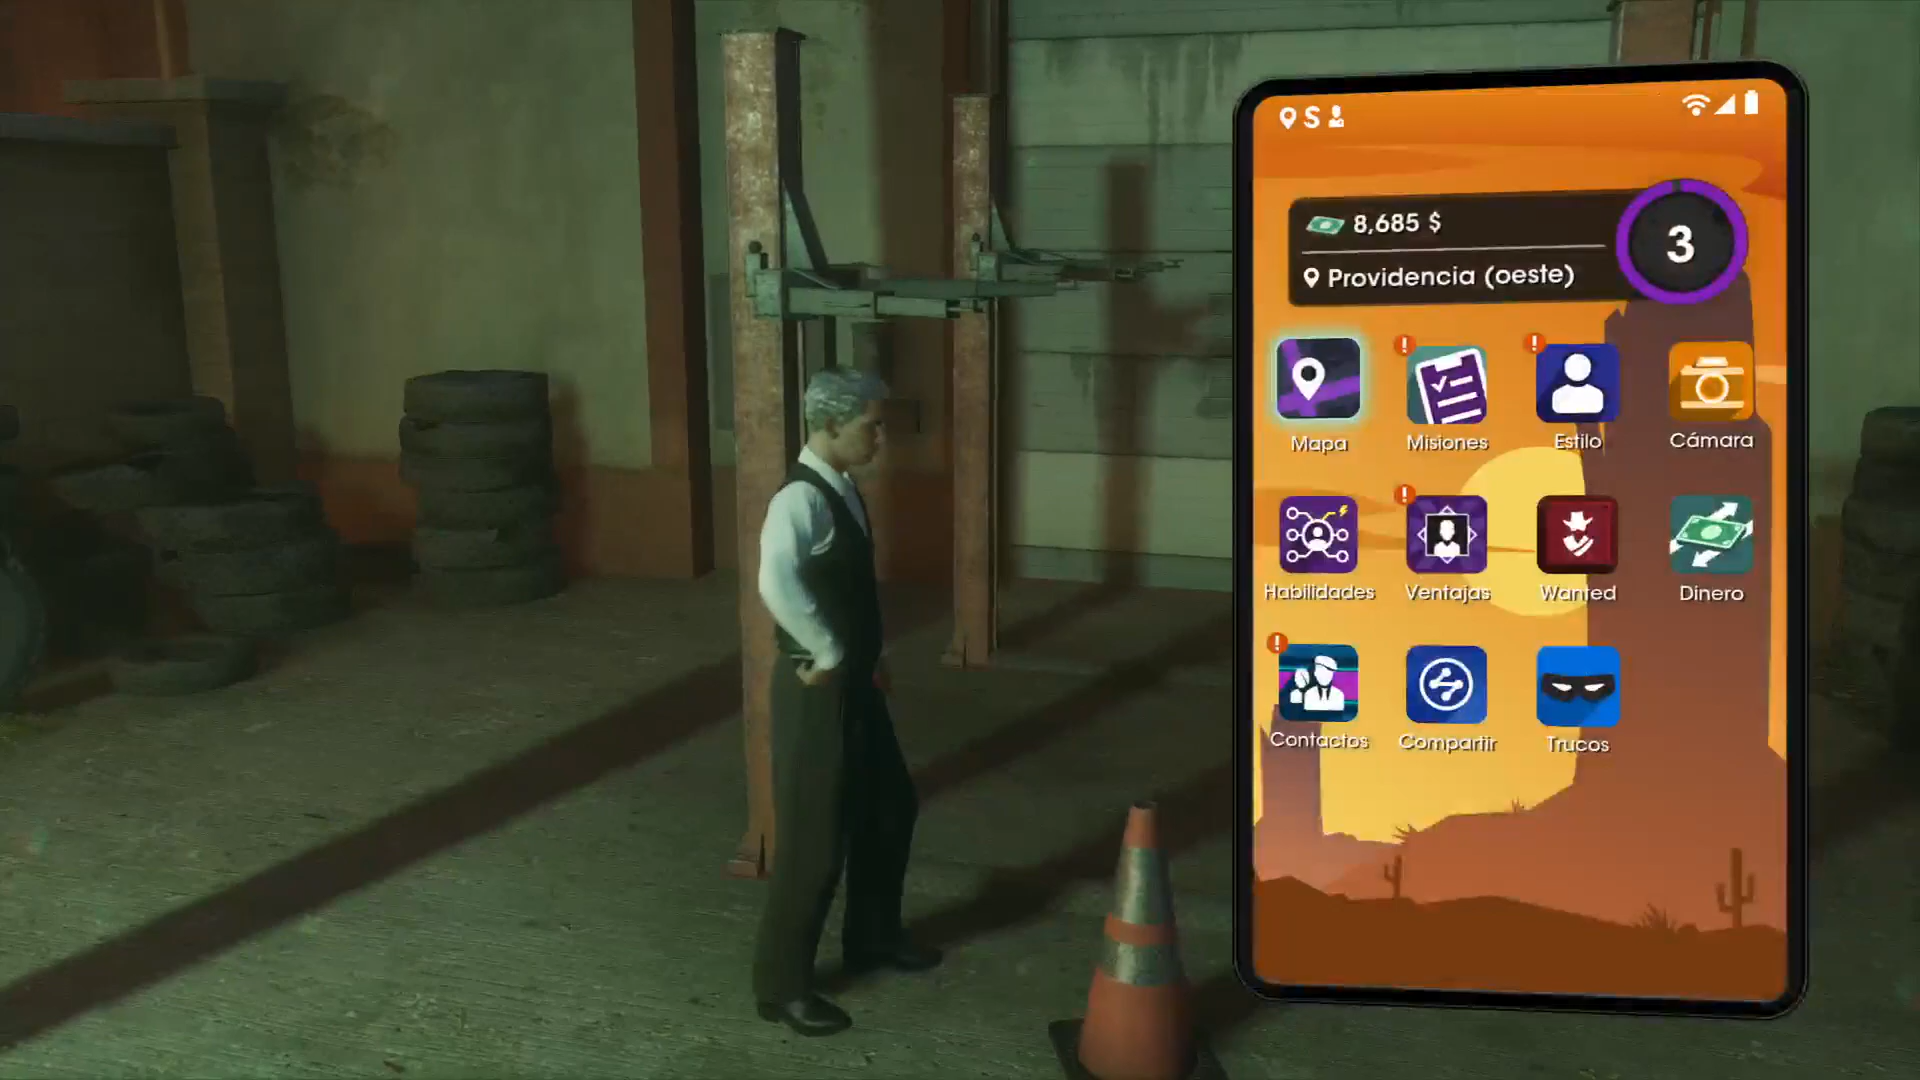 S
8,685 $
3
Providencia (oeste)
Mapa
Misiones
Estilo
Cámara
Habilidades
Ventajas
Wanted
Dinero
Contactos
Compartir
Trucos